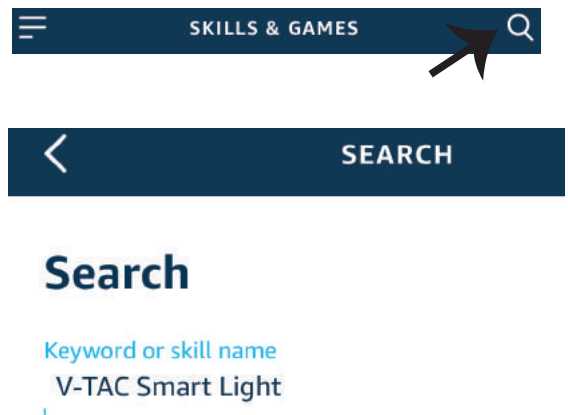 SKILLS & GAMES
SEARCH
Search
Keyword or skill name
V-TAC Smart Light